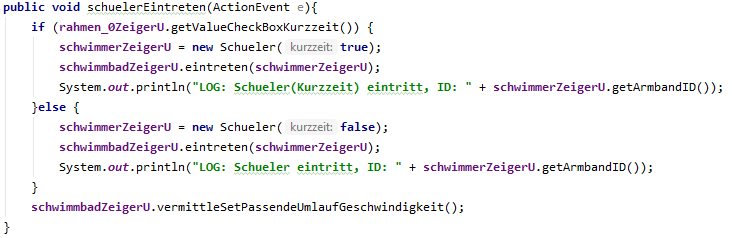 public void schuelerEintreten(ActionEvent e){
if (rahmen_0ZeigerU.getValueCheckBoxKurzzeit()) {
schwimmerZeigerU = new Schueler( kurzzeit: true);
schwimmbadZeigerU.eintreten(schwimmerZeigerU);
System.out.println("LOG: Schueler(Kurzzeit) eintritt, ID: " + schwimmerZeigerU.getArmbandID());
}else {
schwimmerZeigerU = new Schueler( kurzzeit: false);
schwimmbadZeigerU.eintreten(schwimmerZeigerU);
System.out.println("LOG: Schueler eintritt, ID: " + schwimmerZeigerU.getArmbandID());
}
schwimmbadZeigerU.vermittleSetPassendeUmlaufGeschwindigkeit();
}